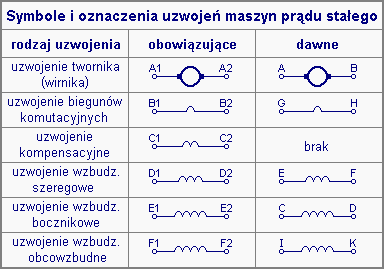 Symbole i oznaczenia uzwojeń maszyn prądu stałego
rodzaj uzwojenia obowiązujące dawne
uzwojenie twornika
(wirnika)
A1 A2 A B
uzwojenie biegunów
komutacyjnych
B1 B2 G H
uzwojenie
kompensacyjne
C1 C2 brak
uzwojenie wzbudz.
szeregowe
D1 D2 E F
uzwojenie wzbudz.
bocznikowe
E1 E2 C D
uzwojenie wzbudz.
obcowzbudne
F1 F2 I K